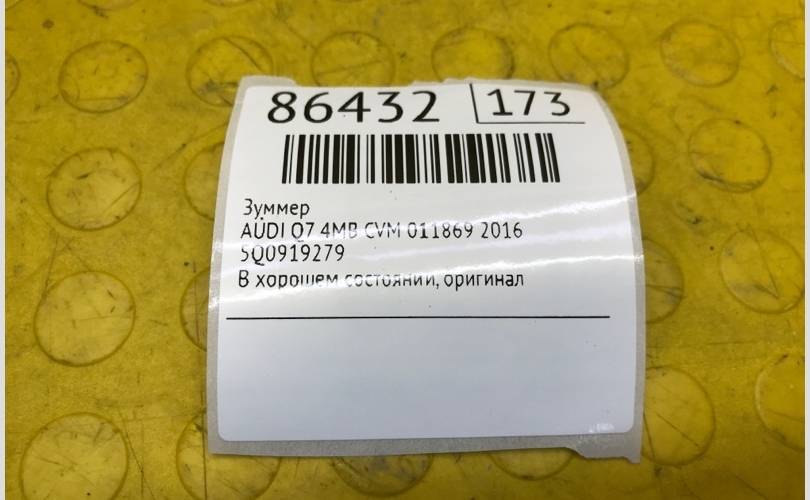 86432 173
Зуммер
AUDI Q7 4MB CVM 011869 2016
5Q0919279
В хорошем состоянии, оригинал